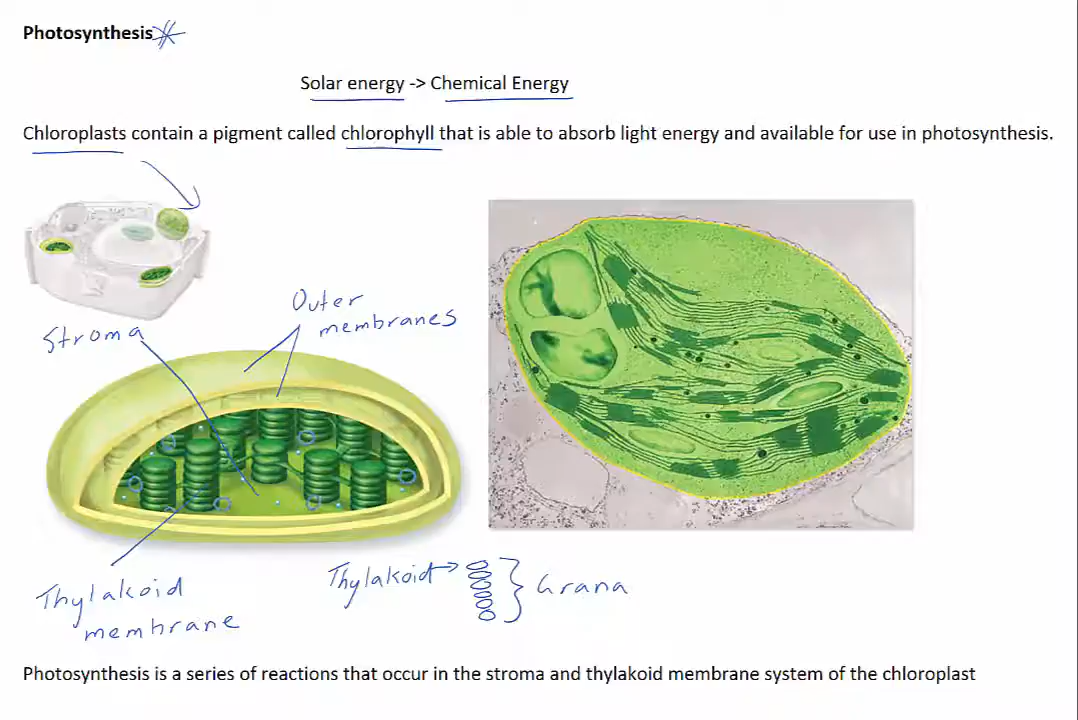 Photosynthesis
Solar energy -> Chemical Energy
Chloroplasts contain a pigment called chlorophyll that is able to absorb light energy and available for use in photosynthesis.
Outer
membranes
Stroma
Thylakoid
membrane
Thylakoid
Grana
Photosynthesis is a series of reactions that occur in the stroma and thylakoid membrane system of the chloroplast